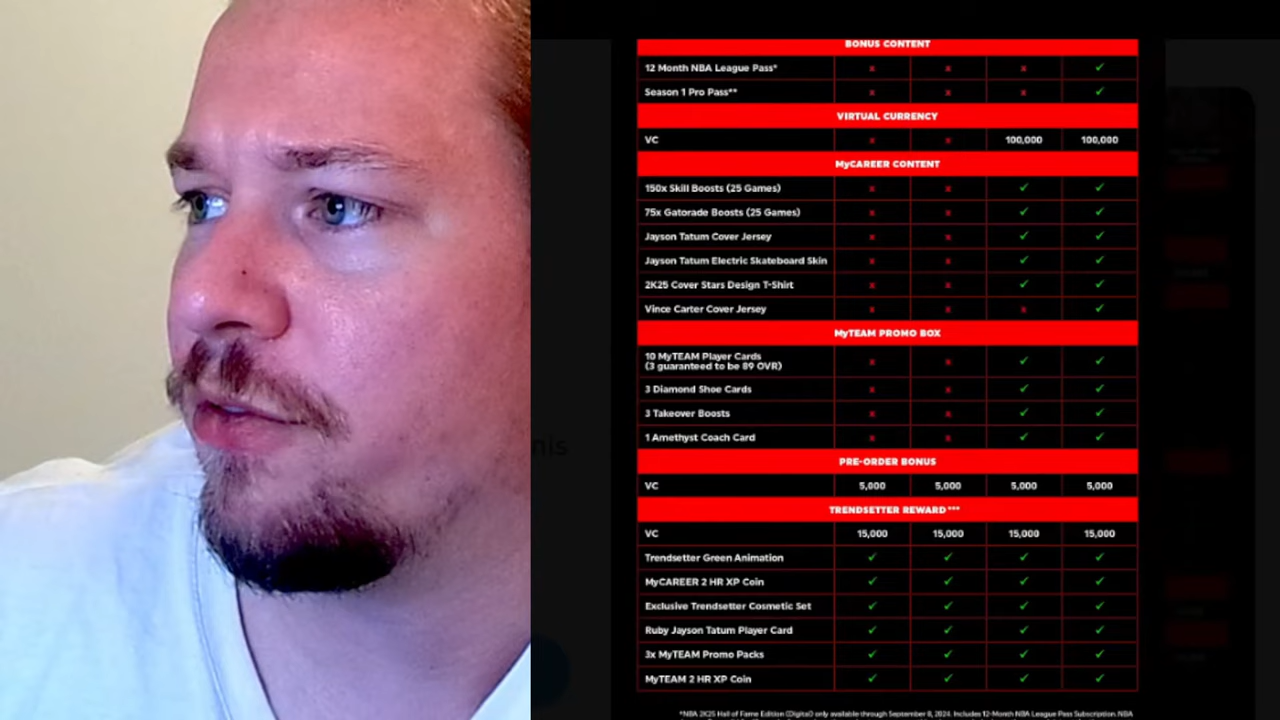 BONUS CONTENT
12 Month NBA League Pass* x x x ✓
Season 1 Pro Pass** x x x ✓
VIRTUAL CURRENCY
VC x x 100,000 100,000
MyCAREER CONTENT
150x Skill Boosts (25 Games) x x ✓ ✓
75x Gatorade Boosts (25 Games) x x ✓ ✓
Jayson Tatum Cover Jersey x x ✓ ✓
Jayson Tatum Electric Skateboard Skin x x ✓ ✓
2K25 Cover Stars Design T-Shirt x x ✓ ✓
Vince Carter Cover Jersey x x x ✓
MyTEAM PROMO BOX
10 MyTEAM Player Cards
(3 guaranteed to be 89 OVR) x x ✓ ✓
3 Diamond Shoe Cards x x ✓ ✓
3 Takeover Boosts x x ✓ ✓
1 Amethyst Coach Card x x ✓ ✓
PRE-ORDER BONUS
VC 5,000 5,000 5,000 5,000
TRENDSETTER REWARD***
VC 15,000 15,000 15,000 15,000
Trendsetter Green Animation ✓ ✓ ✓ ✓
MyCAREER 2 HR XP Coin ✓ ✓ ✓ ✓
Exclusive Trendsetter Cosmetic Set ✓ ✓ ✓ ✓
Ruby Jayson Tatum Player Card ✓ ✓ ✓ ✓
3x MyTEAM Promo Packs ✓ ✓ ✓ ✓
MyTEAM 2 HR XP Coin ✓ ✓ ✓ ✓
*NBA 2K25 Hall of Fame Edition (Digital) only available through September 8, 2024. Includes 12-Month NBA League Pass Subscription. NBA